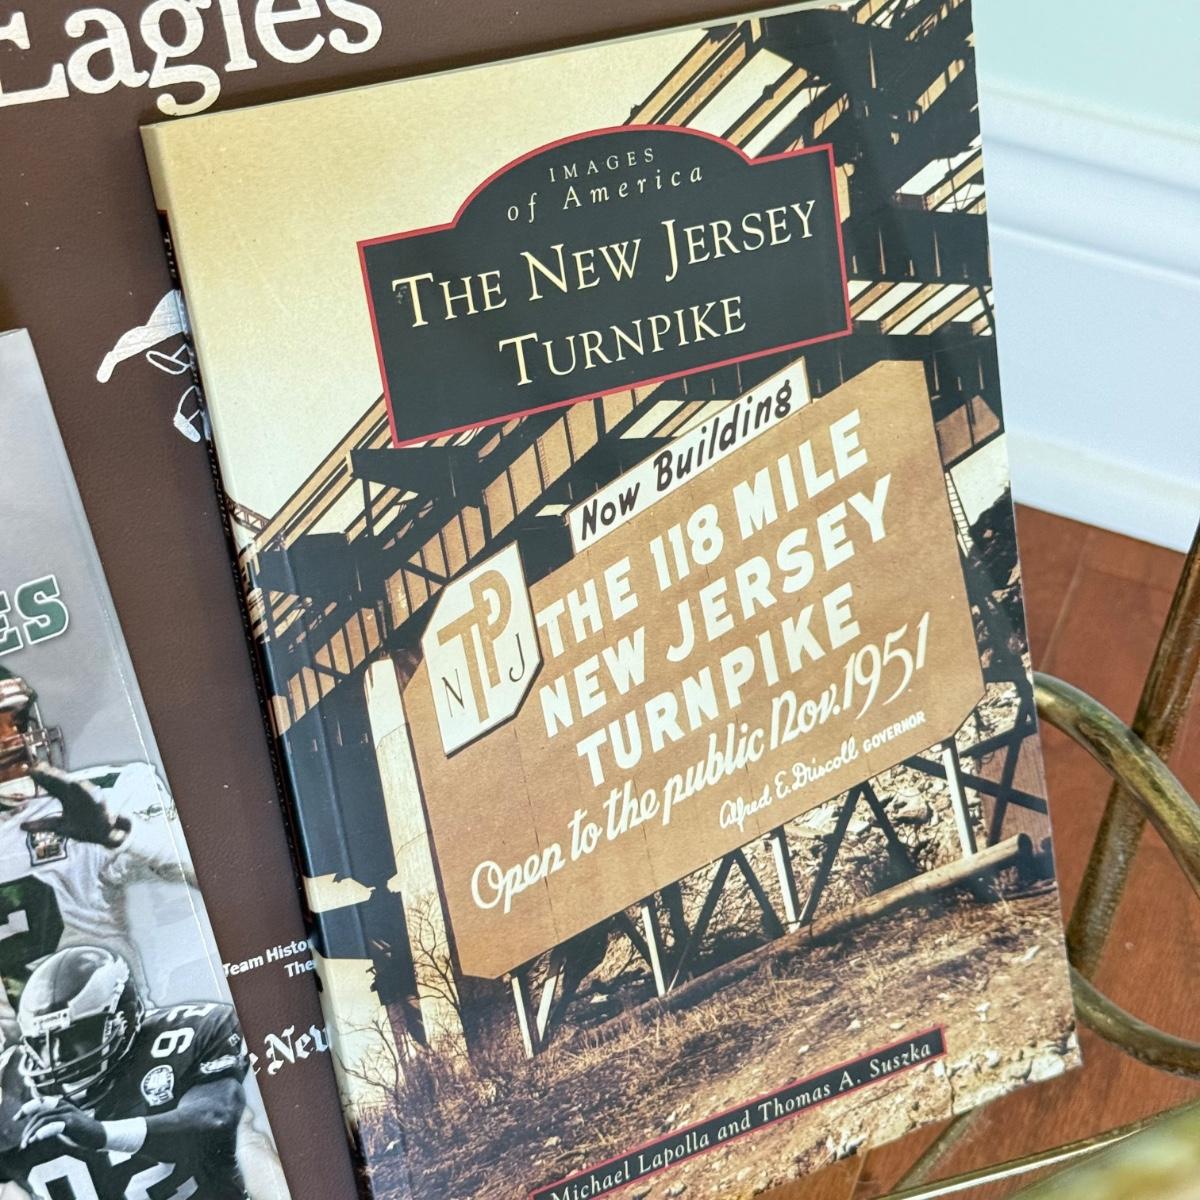 Eagles
IMAGES
of America
THE NEW JERSEY
TURNPIKE
Now Building
THE 118 MILE
NEW JERSEY
TURNPIKE
Open to the public Nov. 1951
Alfred E. Driscoll GOVERNOR
NTPJ
Michael Lapolla and Thomas A. Suszka
ES
Team Histo
The
e New
92